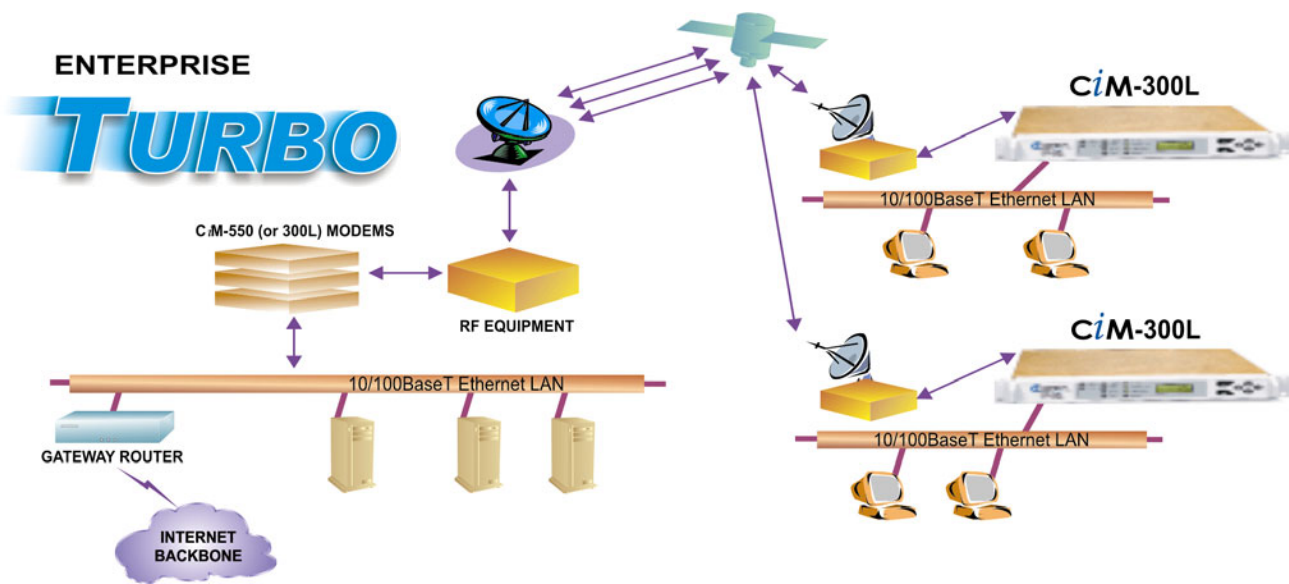 ENTERPRISE
TURBO
CiM-550 (or 300L) MODEMS
RF EQUIPMENT
10/100BaseT Ethernet LAN
GATEWAY ROUTER
INTERNET
BACKBONE
CiM-300L
10/100BaseT Ethernet LAN
CiM-300L
10/100BaseT Ethernet LAN